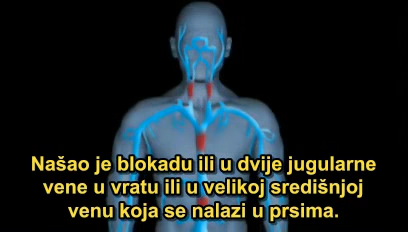 Našao je blokadu ili u dvije jugularne
vene u vratu ili u velikoj središnjoj
venu koja se nalazi u prsima.